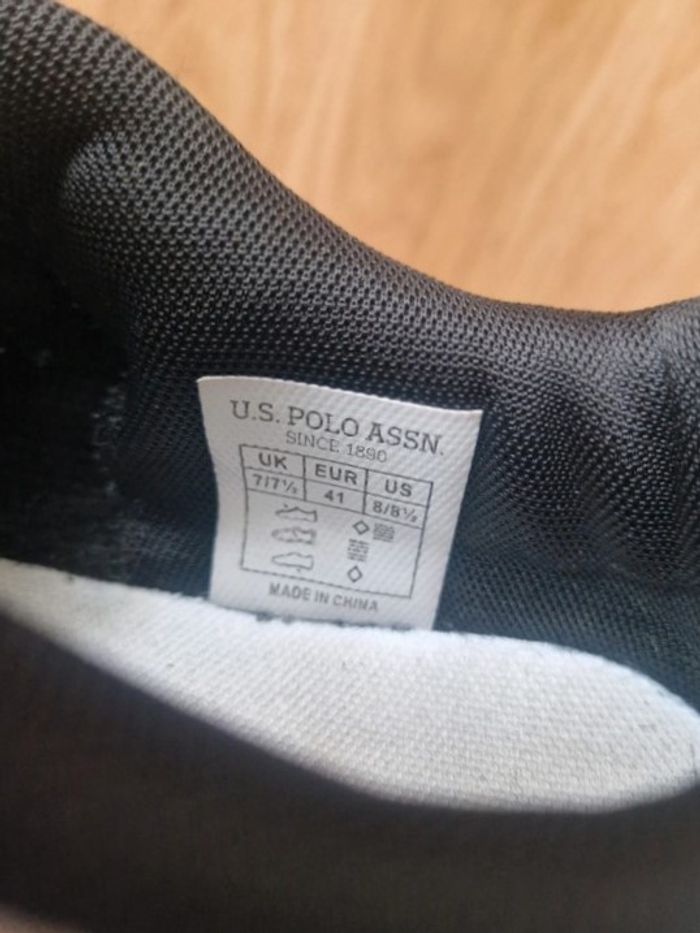 U.S. POLO ASSN.
SINCE 1890
UK EUR US
7/7½ 41 8/8½
MADE IN CHINA